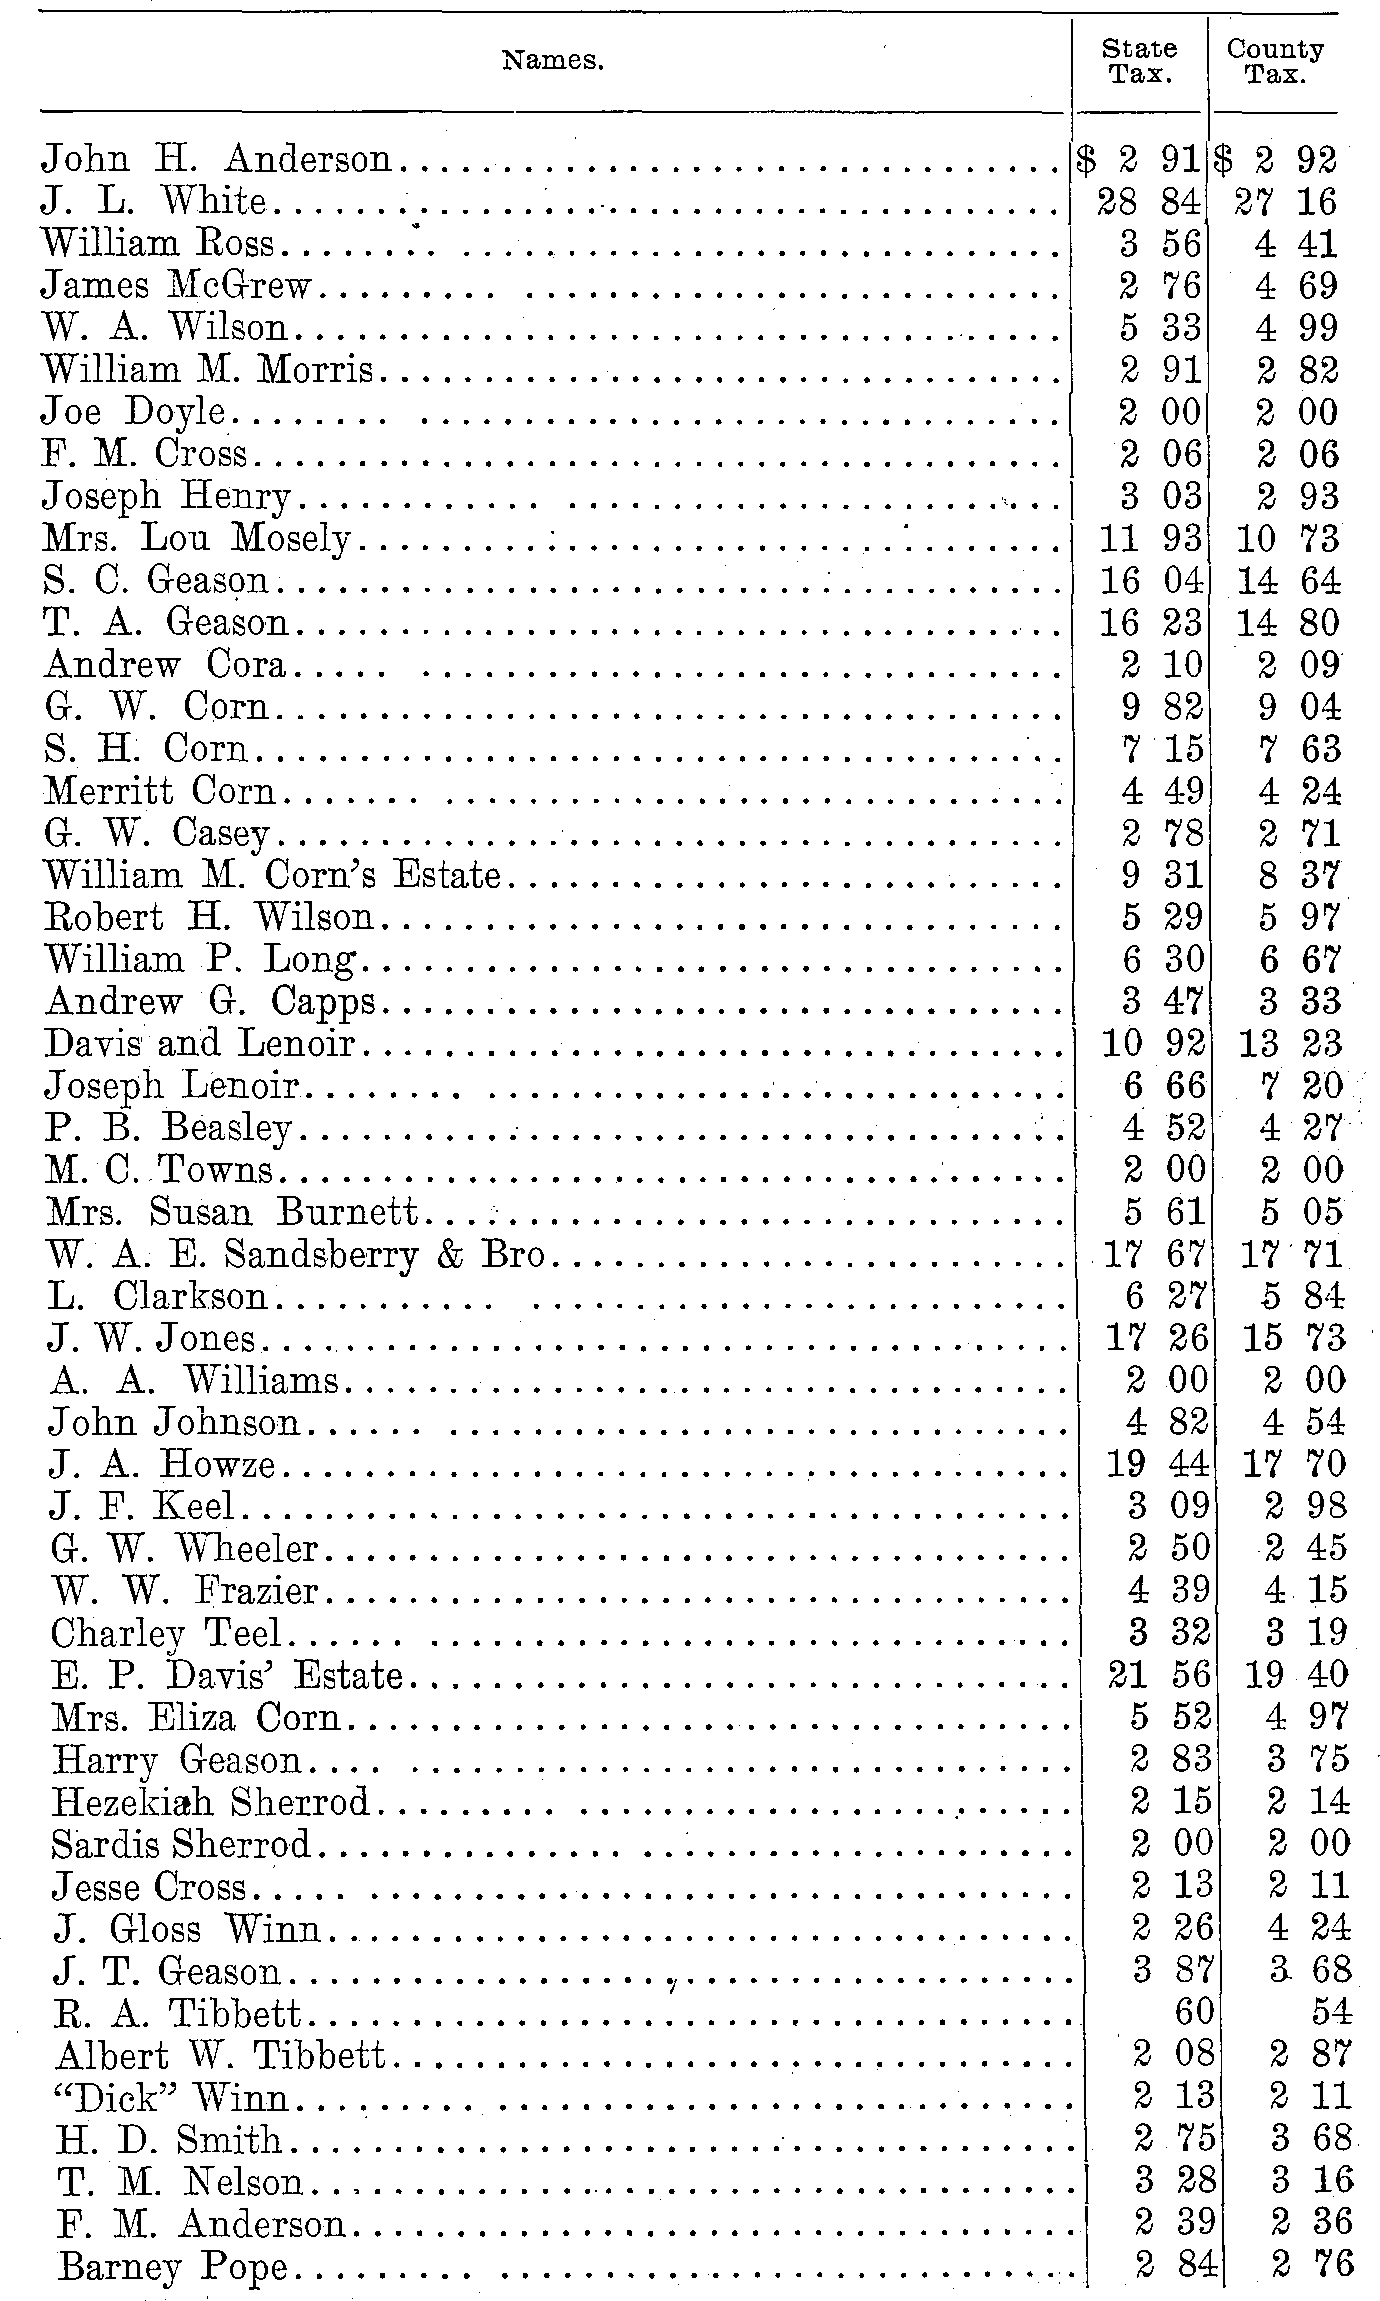 Names. State Tax. County Tax.
John H. Anderson $ 2 91 $ 2 92
J. L. White 28 84 27 16
William Ross 3 56 4 41
James McGrew 2 76 4 69
W. A. Wilson 5 33 4 99
William M. Morris 2 91 2 82
Joe Doyle 2 00 2 00
F. M. Cross 2 06 2 06
Joseph Henry 3 03 2 93
Mrs. Lou Mosely 11 93 10 73
S. C. Geason 16 04 14 64
T. A. Geason 16 23 14 80
Andrew Cora 2 10 2 09
G. W. Corn 9 82 9 04
S. H. Corn 7 15 7 63
Merritt Corn 4 49 4 24
G. W. Casey 2 78 2 71
William M. Corn's Estate 9 31 8 37
Robert H. Wilson 5 29 5 97
William P. Long 6 30 6 67
Andrew G. Capps 3 47 3 33
Davis and Lenoir 10 92 13 23
Joseph Lenoir 6 66 7 20
P. B. Beasley 4 52 4 27
M. C. Towns 2 00 2 00
Mrs. Susan Burnett 5 61 5 05
W. A. E. Sandsberry & Bro 17 67 17 71
L. Clarkson 6 27 5 84
J. W. Jones 17 26 15 73
A. A. Williams 2 00 2 00
John Johnson 4 82 4 54
J. A. Howze 19 44 17 70
J. F. Keel 3 09 2 98
G. W. Wheeler 2 50 2 45
W. W. Frazier 4 39 4 15
Charley Teel 3 32 3 19
E. P. Davis' Estate 21 56 19 40
Mrs. Eliza Corn 5 52 4 97
Harry Geason 2 83 3 75
Hezekiah Sherrod 2 15 2 14
Sardis Sherrod 2 00 2 00
Jesse Cross 2 13 2 11
J. Gloss Winn 2 26 4 24
J. T. Geason 3 87 3 68
R. A. Tibbett 60 54
Albert W. Tibbett 2 08 2 87
"Dick" Winn 2 13 2 11
H. D. Smith 2 75 3 68
T. M. Nelson 3 28 3 16
F. M. Anderson 2 39 2 36
Barney Pope 2 84 2 76